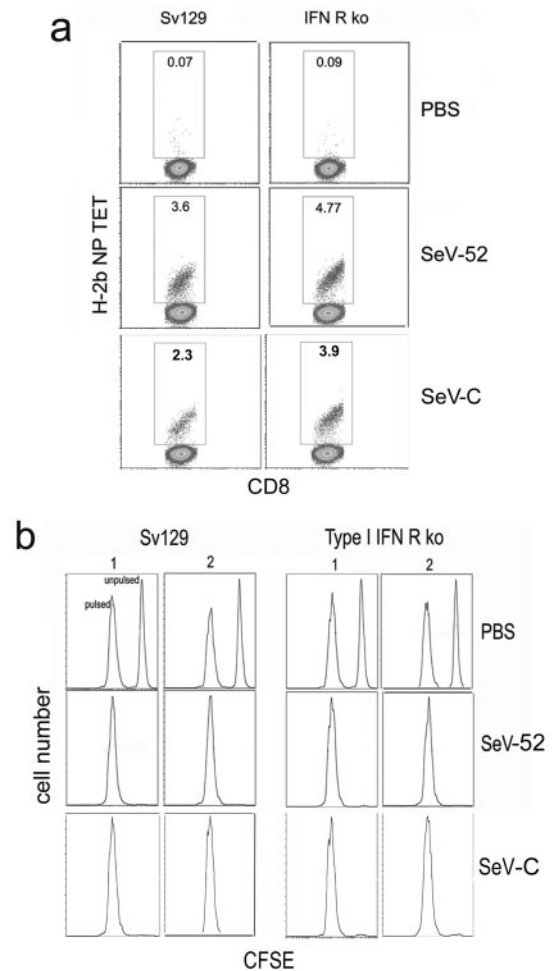 a
Sv129
IFN R ko
0.07
0.09
PBS
3.6
4.77
SeV-52
2.3
3.9
SeV-C
H-2b NP TET
CD8
b
Sv129
Type I IFN R ko
1
2
1
2
unpulsed
pulsed
PBS
SeV-52
SeV-C
cell number
CFSE